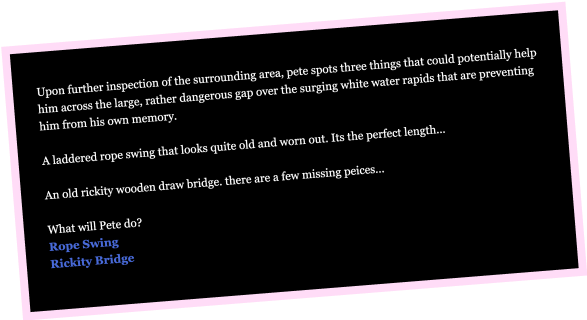 Upon further inspection of the surrounding area, pete spots three things that could potentially help
him across the large, rather dangerous gap over the surging white water rapids that are preventing
him from his own memory.
A laddered rope swing that looks quite old and worn out. Its the perfect length...
An old rickity wooden draw bridge. there are a few missing peices...
What will Pete do?
Rope Swing
Rickity Bridge